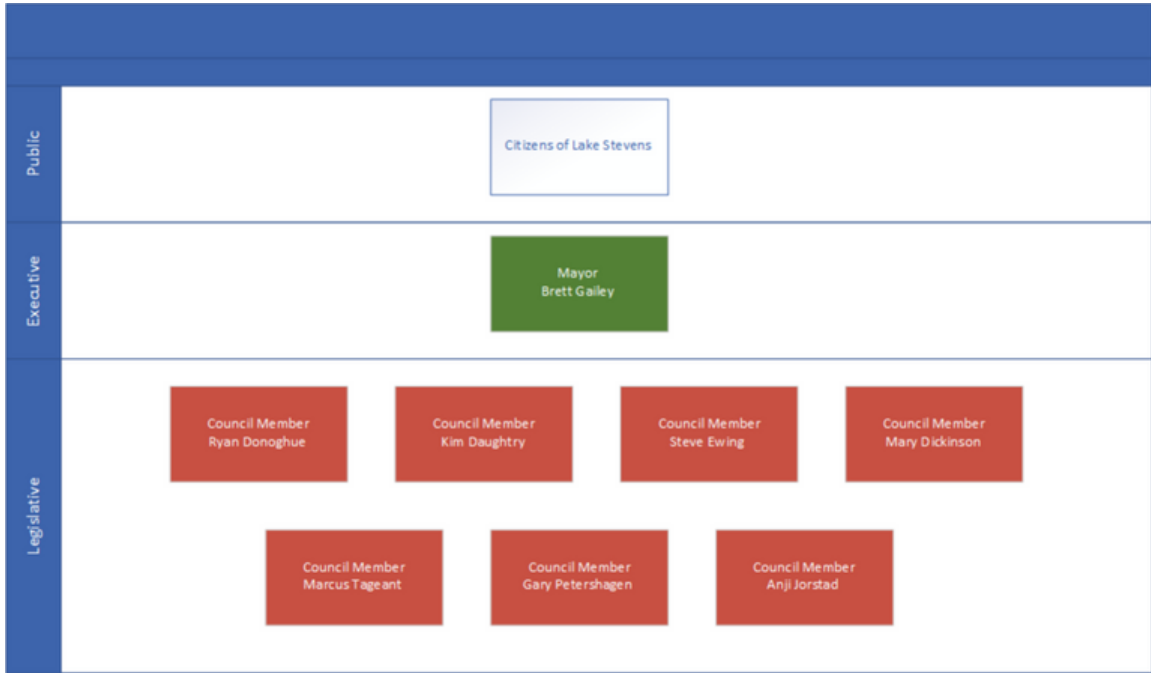 Public
Citizens of Lake Stevens
Executive
Mayor
Brett Gailey
Legislative
Council Member
Ryan Donoghue
Council Member
Kim Daughtry
Council Member
Steve Ewing
Council Member
Mary Dickinson
Council Member
Marcus Tageant
Council Member
Gary Petershagen
Council Member
Anji Jorstad